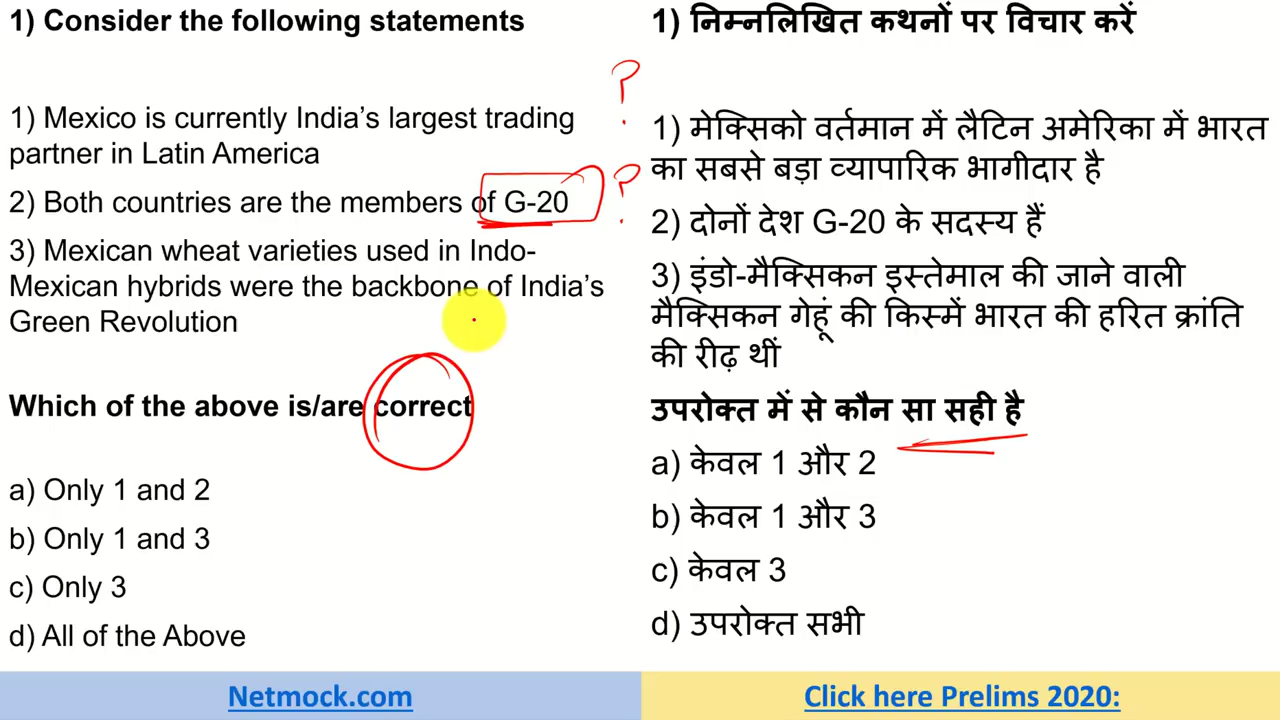 1) Consider the following statements
1) Mexico is currently India's largest trading
partner in Latin America
2) Both countries are the members of G-20
3) Mexican wheat varieties used in Indo-
Mexican hybrids were the backbone of India's
Green Revolution
Which of the above is/are correct
a) Only 1 and 2
b) Only 1 and 3
c) Only 3
d) All of the Above
Netmock.com
1) निम्नलिखित कथनों पर विचार करें
?
1) मेक्सिको वर्तमान में लैटिन अमेरिका में भारत
का सबसे बड़ा व्यापारिक भागीदार है
?
2) दोनों देश G-20 के सदस्य हैं
3) इंडो-मैक्सिकन इस्तेमाल की जाने वाली
मैक्सिकन गेहूं की किस्में भारत की हरित क्रांति
की रीढ़ थीं
उपरोक्त में से कौन सा सही है
a) केवल 1 और 2
b) केवल 1 और 3
c) केवल 3
d) उपरोक्त सभी
Click here Prelims 2020: